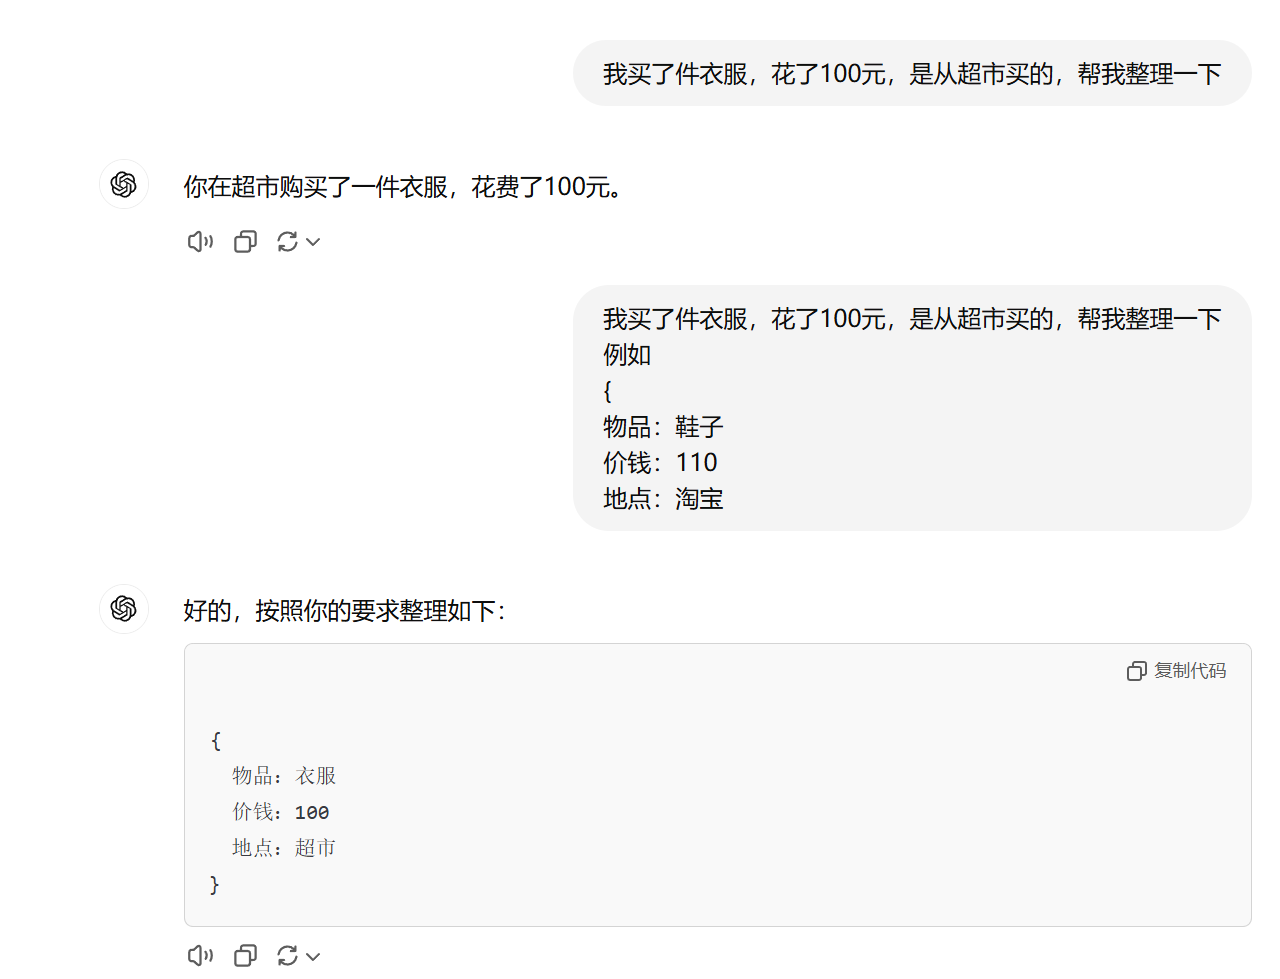 我买了件衣服，花了100元，是从超市买的，帮我整理一下
你在超市购买了一件衣服，花费了100元。
我买了件衣服，花了100元，是从超市买的，帮我整理一下
例如
{
物品：鞋子
价钱：110
地点：淘宝
好的，按照你的要求整理如下：
复制代码
{
物品：衣服
价钱：100
地点：超市
}